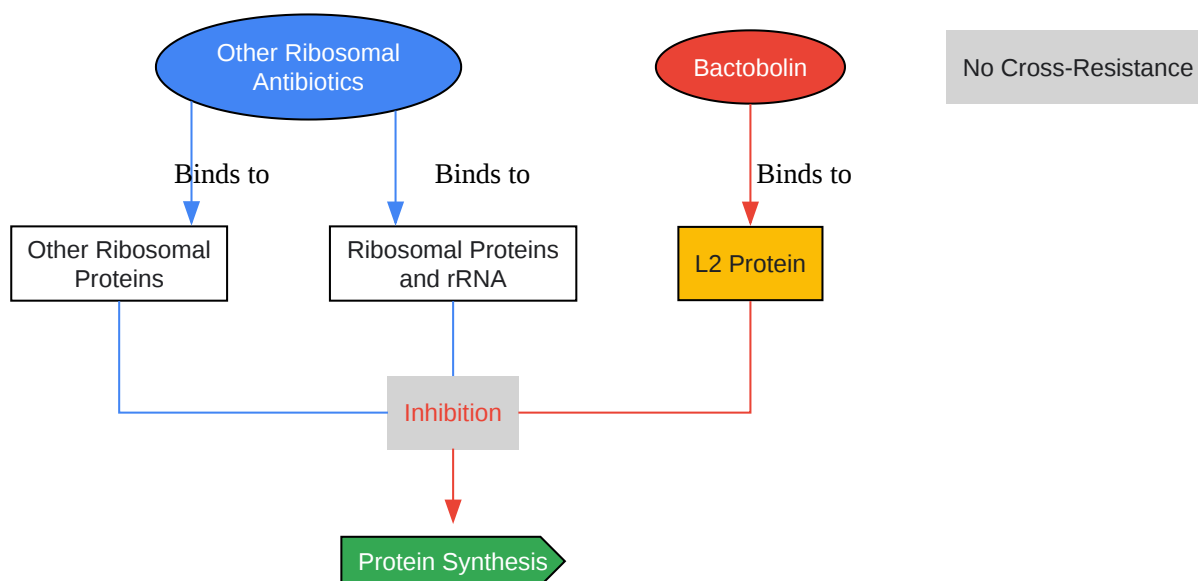 Other Ribosomal
Antibiotics
Bactobolin
No Cross-Resistance
Binds to
Binds to
Binds to
Other Ribosomal
Proteins
Ribosomal Proteins
and rRNA
L2 Protein
Inhibition
Protein Synthesis